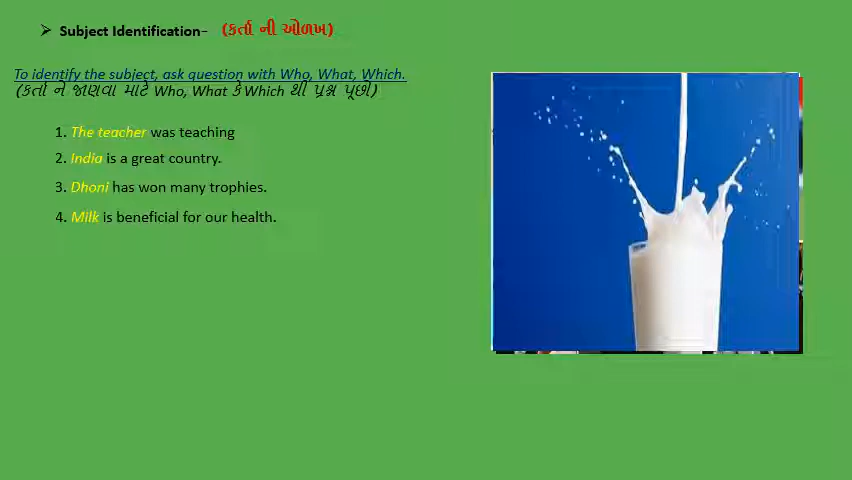 ➢ Subject Identification– (કર્તા ની ઓળખ)
To identify the subject, ask question with Who, What, Which.
(કર્તા ને જાણવા માટે Who, What કે Which થી પ્રશ્ન પૂછો)
1. The teacher was teaching
2. India is a great country.
3. Dhoni has won many trophies.
4. Milk is beneficial for our health.